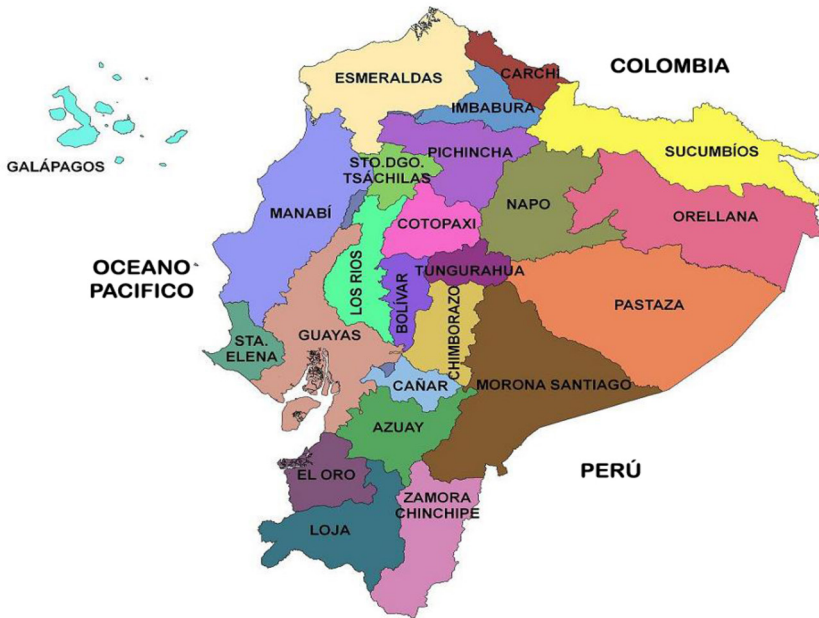 COLOMBIA
ESMERALDAS
CARCHI
IMBABURA
GALÁPAGOS
PICHINCHA
SUCUMBÍOS
STO.DGO.
TSÁCHILAS
MANABÍ
COTOPAXI
NAPO
ORELLANA
OCEANO
PACIFICO
LOS RIOS
BOLÍVAR
TUNGURAHUA
CHIMBORAZO
PASTAZA
STA.
ELENA
GUAYAS
CAÑAR
MORONA SANTIAGO
AZUAY
PERÚ
EL ORO
ZAMORA
CHINCHIPE
LOJA